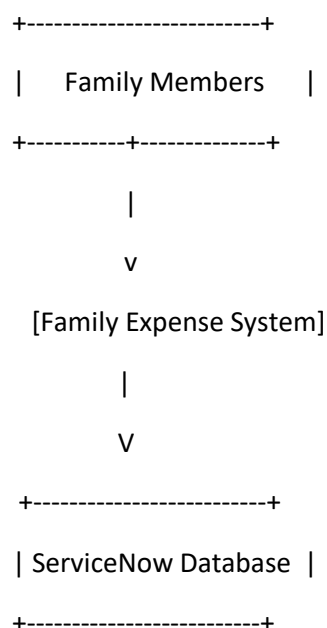 +--------------------------+
|     Family Members     |
+-----------+--------------+
|
v
[Family Expense System]
|
V
+--------------------------+
| ServiceNow Database |
+--------------------------+